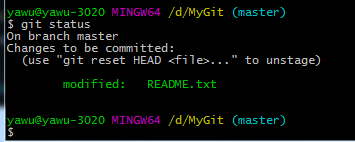 yawu@yawu-3020 MINGW64 /d/MyGit (master)
$ git status
On branch master
Changes to be committed:
  (use "git reset HEAD <file>..." to unstage)
        modified:   README.txt
yawu@yawu-3020 MINGW64 /d/MyGit (master)
$